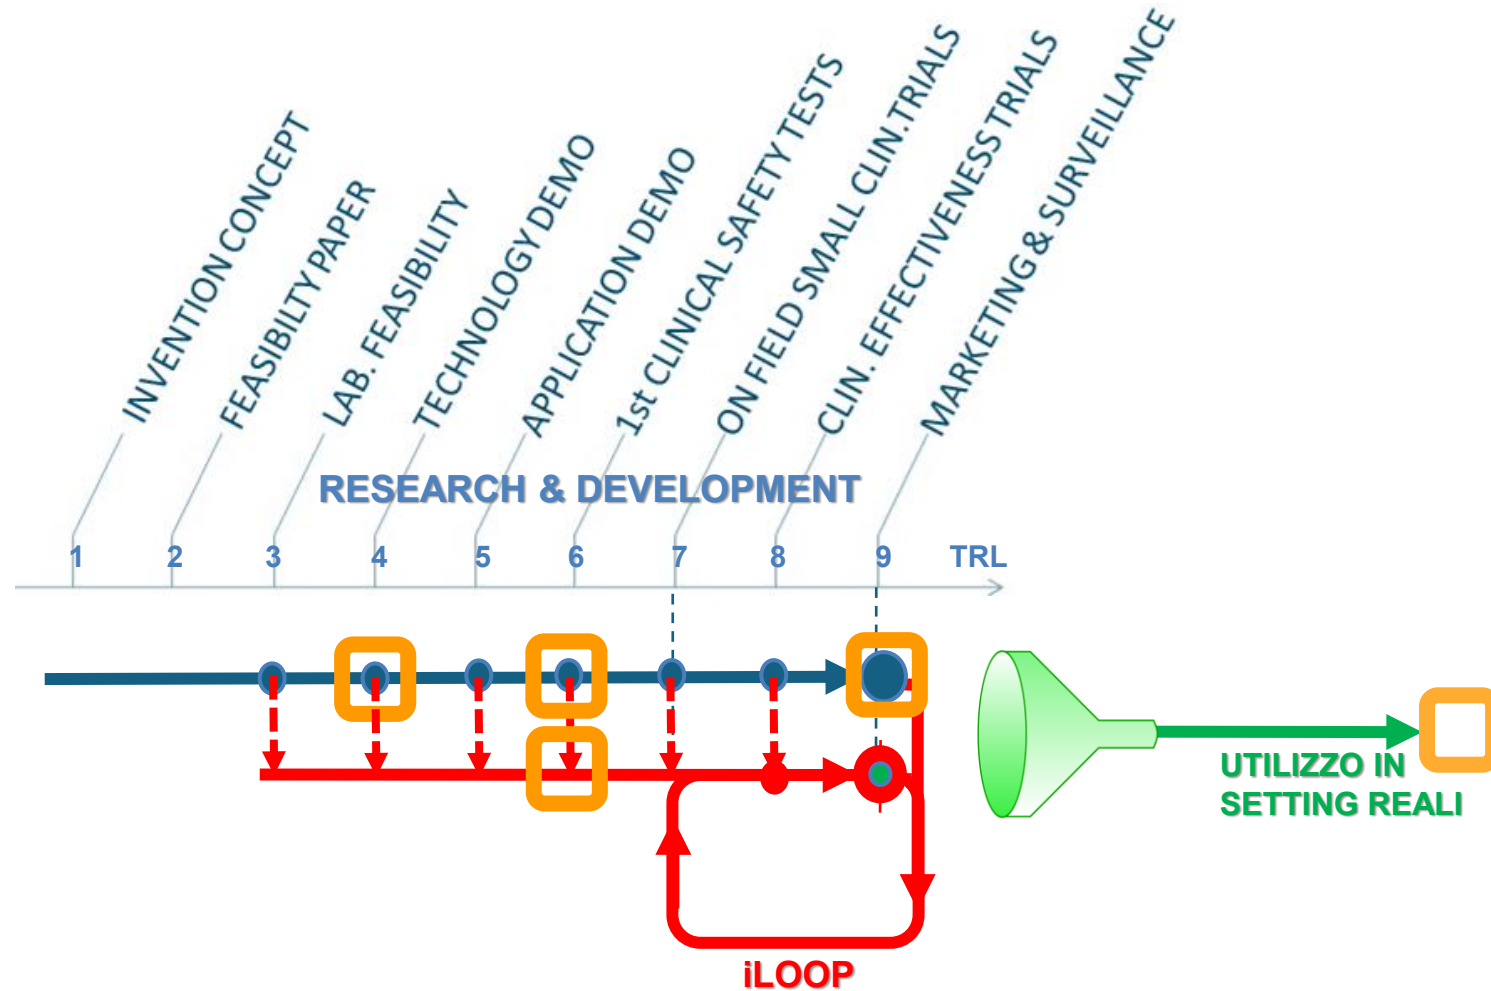 INVENTION CONCEPT
FEASIBILTY PAPER
LAB. FEASIBILITY
TECHNOLOGY DEMO
APPLICATION DEMO
1st CLINICAL SAFETY TESTS
ON FIELD SMALL CLIN.TRIALS
CLIN. EFFECTIVENESS TRIALS
MARKETING & SURVEILLANCE
RESEARCH & DEVELOPMENT
1 2 3 4 5 6 7 8 9 TRL
UTILIZZO IN
SETTING REALI
iLOOP